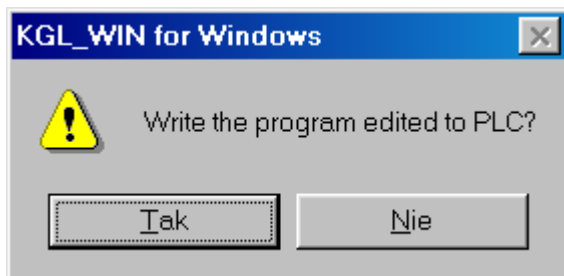 KGL_WIN for Windows
Write the program edited to PLC?
Tak
Nie